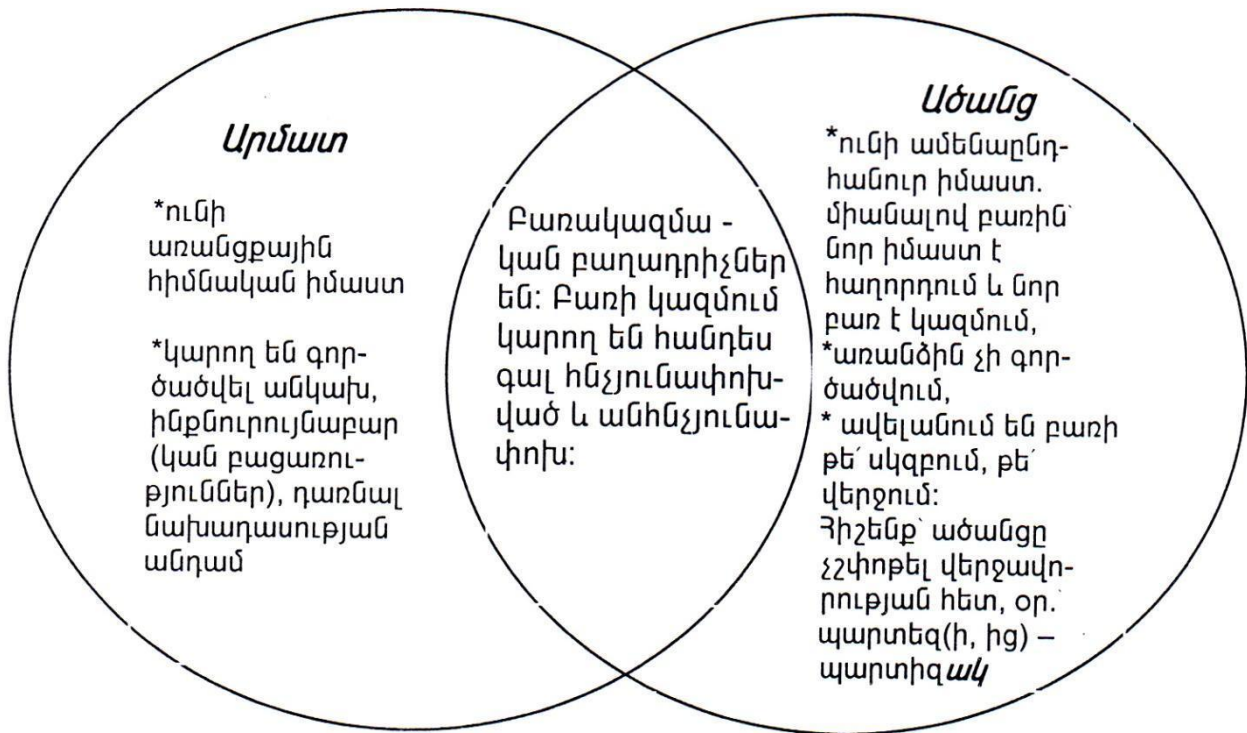 Արմատ
*ունի
առանցքային
հիմնական իմաստ
*կարող են գոր-
ծածվել անկախ,
ինքնուրույնաբար
(կան բացառու-
թյուններ), դառնալ
նախադասության
անդամ
Բառակազմա -
կան բաղադրիչներ
են: Բառի կազմում
կարող են հանդես
գալ հնչյունափոխ-
ված և անհնչյունա-
փոխ:
Ածանց
*ունի ամենաընդ-
հանուր իմաստ.
միանալով բառին՝
նոր իմաստ է
հաղորդում և նոր
բառ է կազմում,
*առանձին չի գոր-
ծածվում,
* ավելանում են բառի
թե՛ սկզբում, թե՛
վերջում:
Հիշենք՝ ածանցը
չշփոթել վերջավո-
րության հետ, օր.՝
պարտեզ(ի, ից) –
պարտիզակ